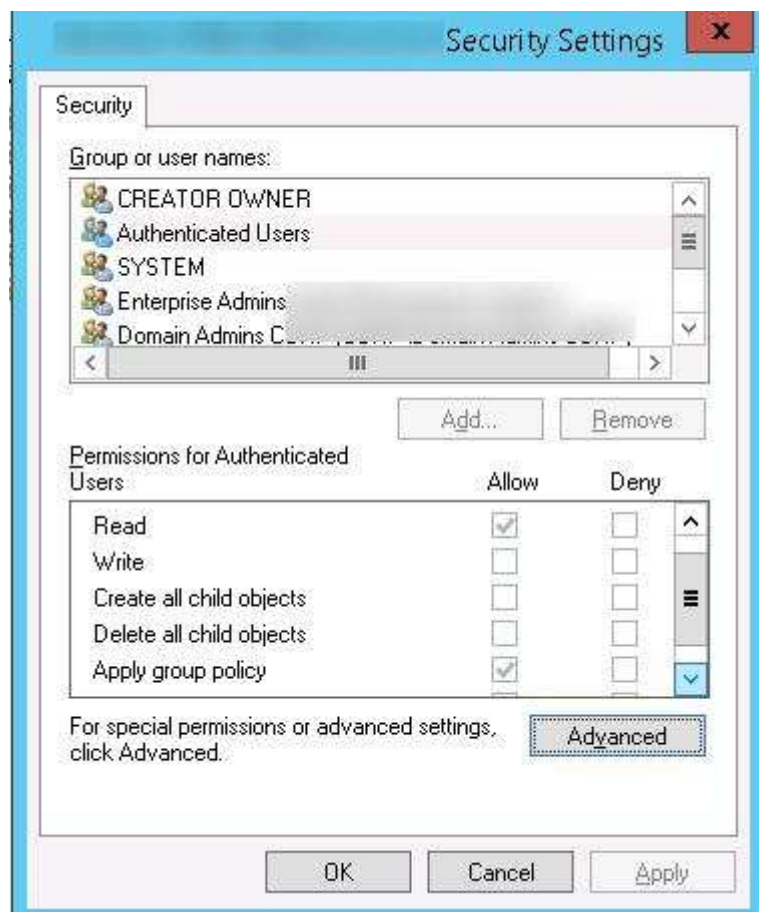 Security Settings
Security
Group or user names:
CREATOR OWNER
Authenticated Users
SYSTEM
Enterprise Admins
Domain Admins
Add...
Remove
Permissions for Authenticated
Users
Allow
Deny
Read
Write
Create all child objects
Delete all child objects
Apply group policy
For special permissions or advanced settings,
click Advanced.
Advanced
OK
Cancel
Apply